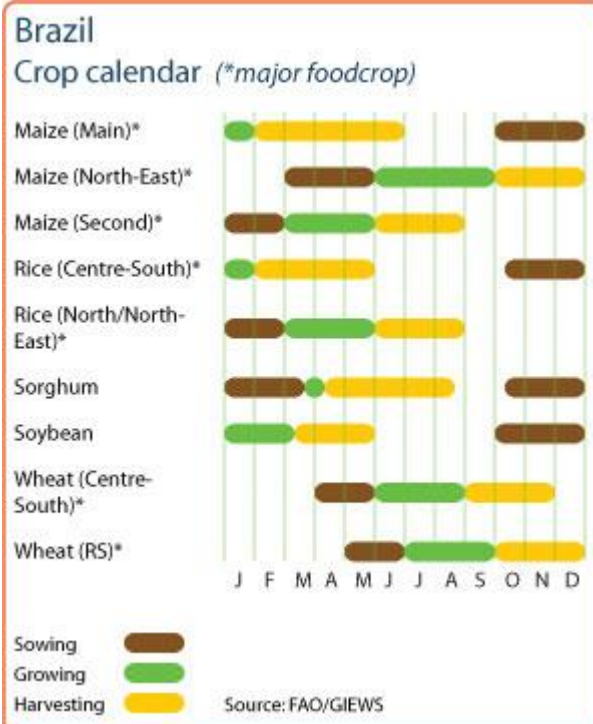 Brazil
Crop calendar (*major foodcrop)
Maize (Main)*
Maize (North-East)*
Maize (Second)*
Rice (Centre-South)*
Rice (North/North-
East)*
Sorghum
Soybean
Wheat (Centre-
South)*
Wheat (RS)*
J F M A M J J A S O N D
Sowing
Growing
Harvesting
Source: FAO/GIEWS